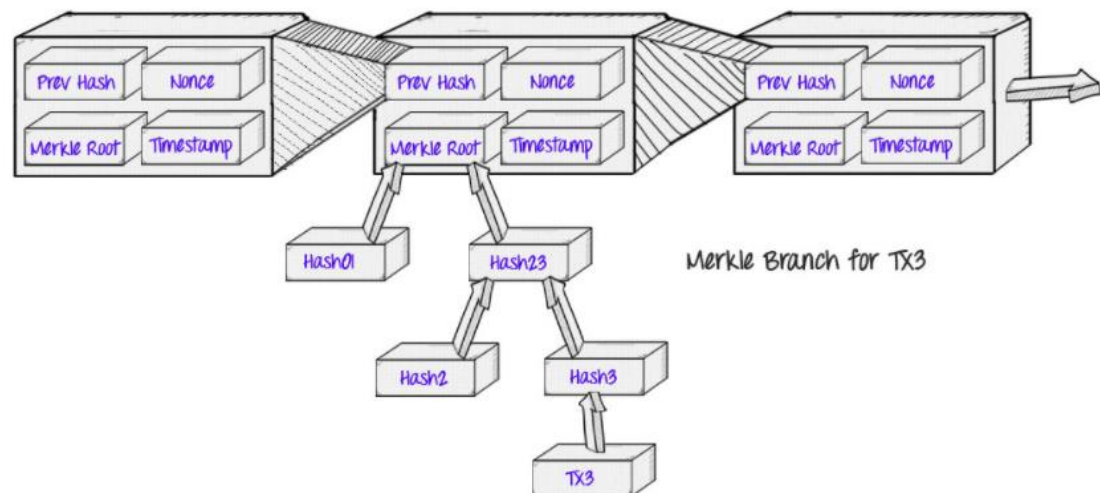 Prev Hash Nonce
Merkle Root Timestamp
Prev Hash Nonce
Merkle Root Timestamp
Prev Hash Nonce
Merkle Root Timestamp
Hash01 Hash23
Merkle Branch for TX3
Hash2 Hash3
TX3